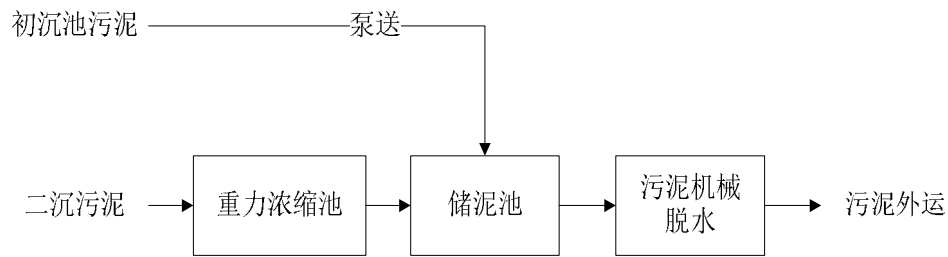 初沉池污泥
泵送
二沉污泥
重力浓缩池
储泥池
污泥机械
脱水
污泥外运